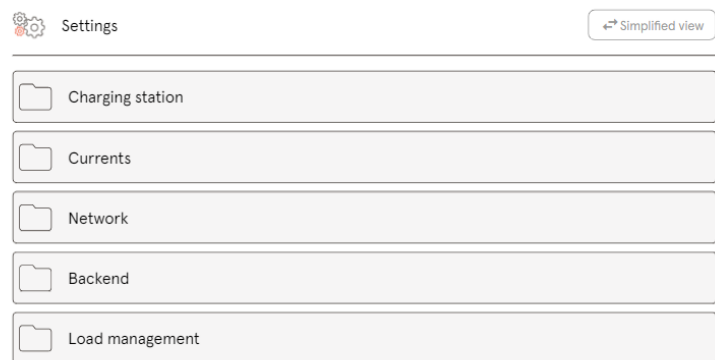 Settings
Simplified view
Charging station
Currents
Network
Backend
Load management